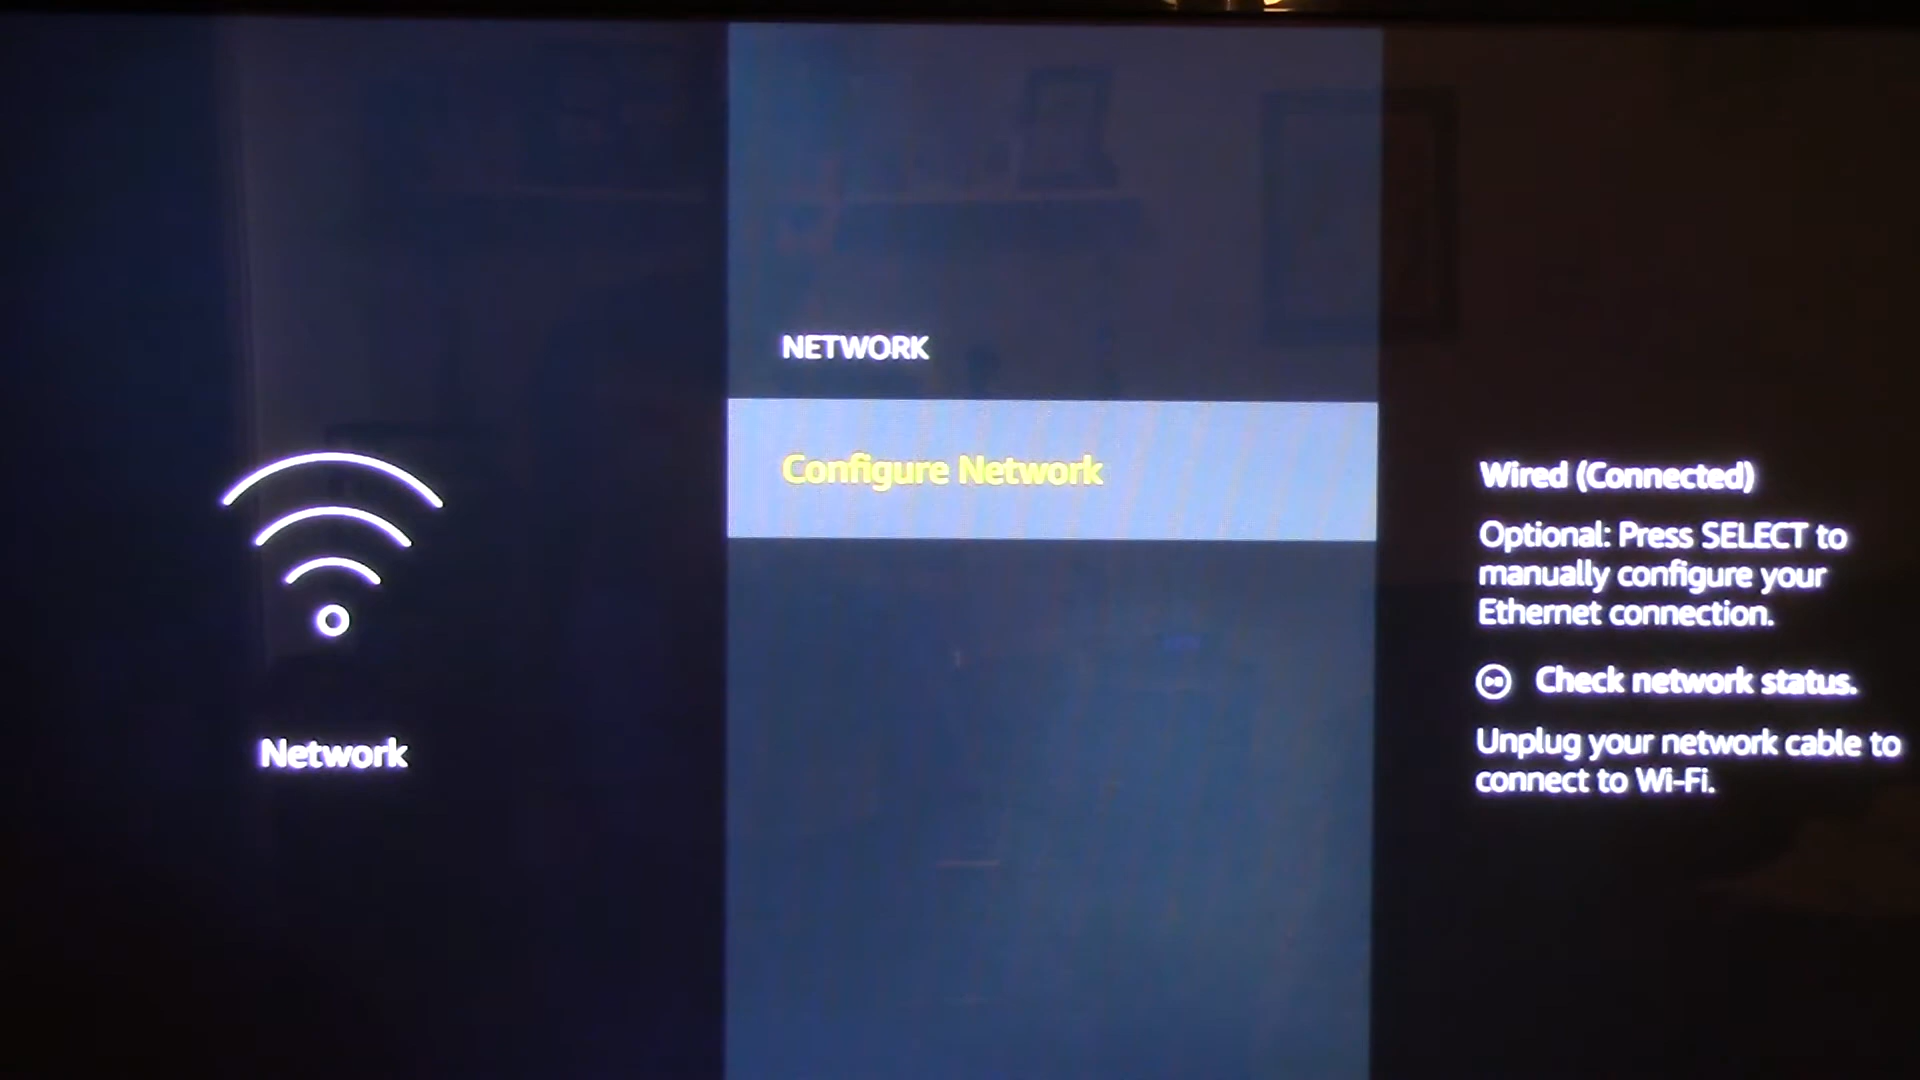 NETWORK
Configure Network
Network
Wired (Connected)
Optional: Press SELECT to
manually configure your
Ethernet connection.
Check network status.
Unplug your network cable to
connect to Wi-Fi.